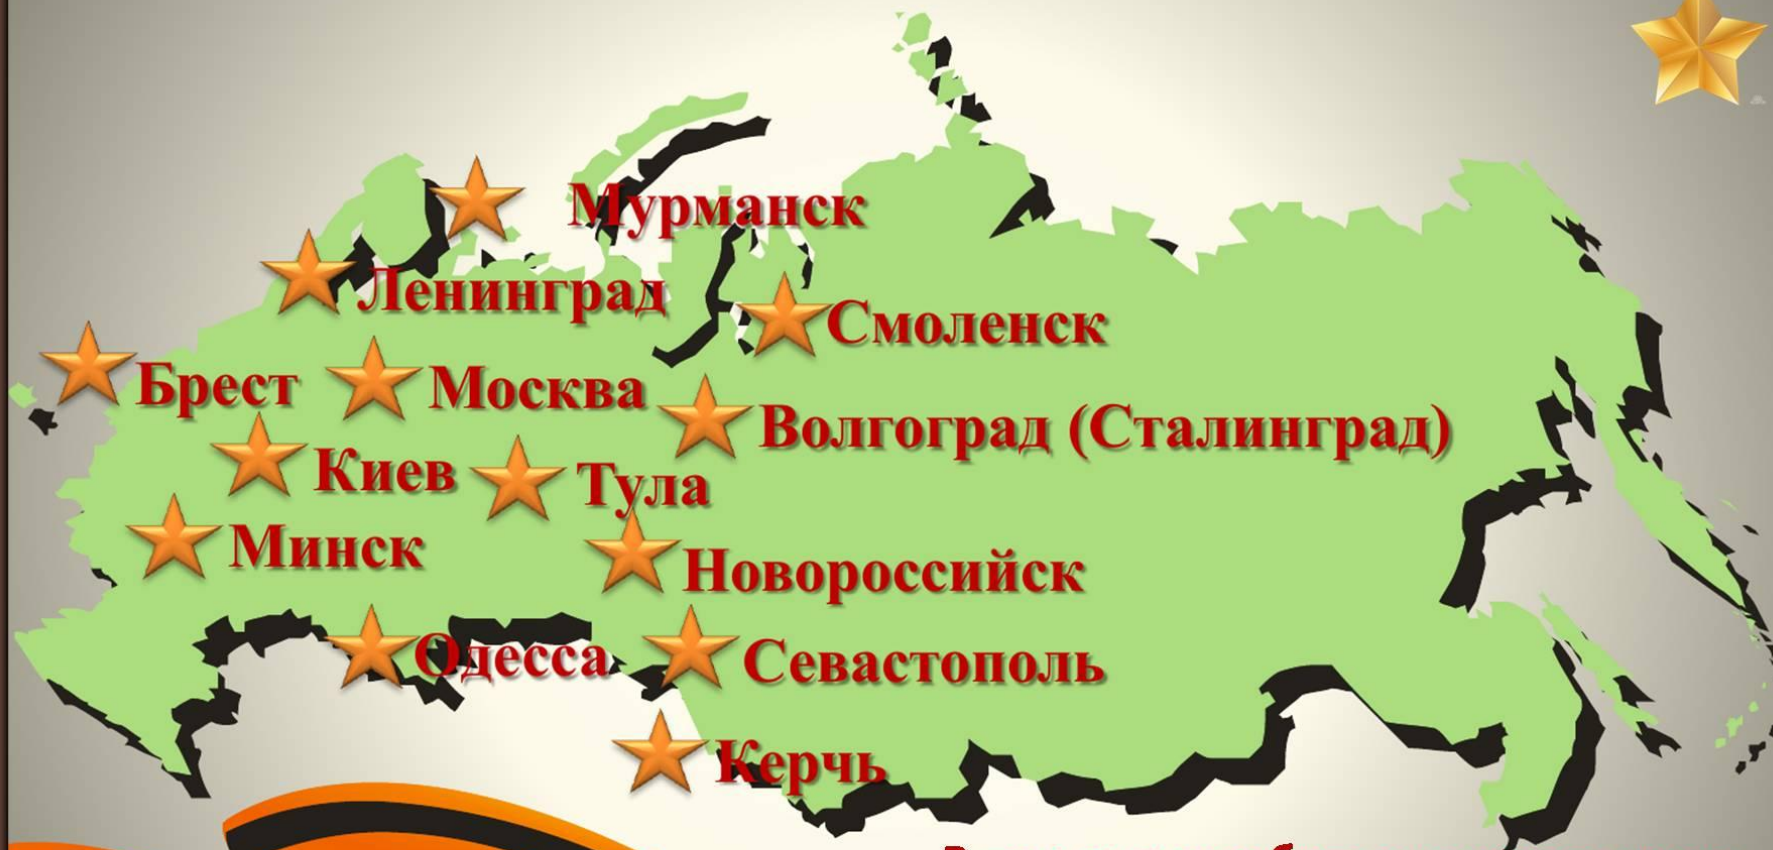 Мурманск
Ленинград
Смоленск
Брест
Москва
Волгоград (Сталинград)
Киев
Тула
Минск
Новороссийск
Одесса
Севастополь
Керчь